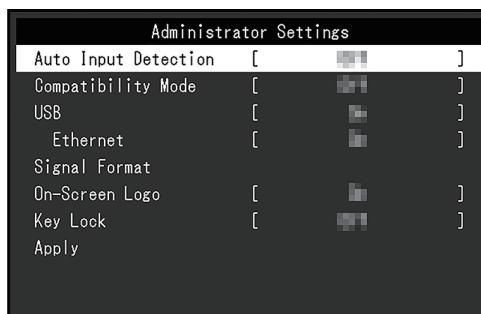 Administrator Settings
Auto Input Detection [ ]
Compatibility Mode [ ]
USB [ ]
Ethernet [ ]
Signal Format
On-Screen Logo [ ]
Key Lock [ ]
Apply